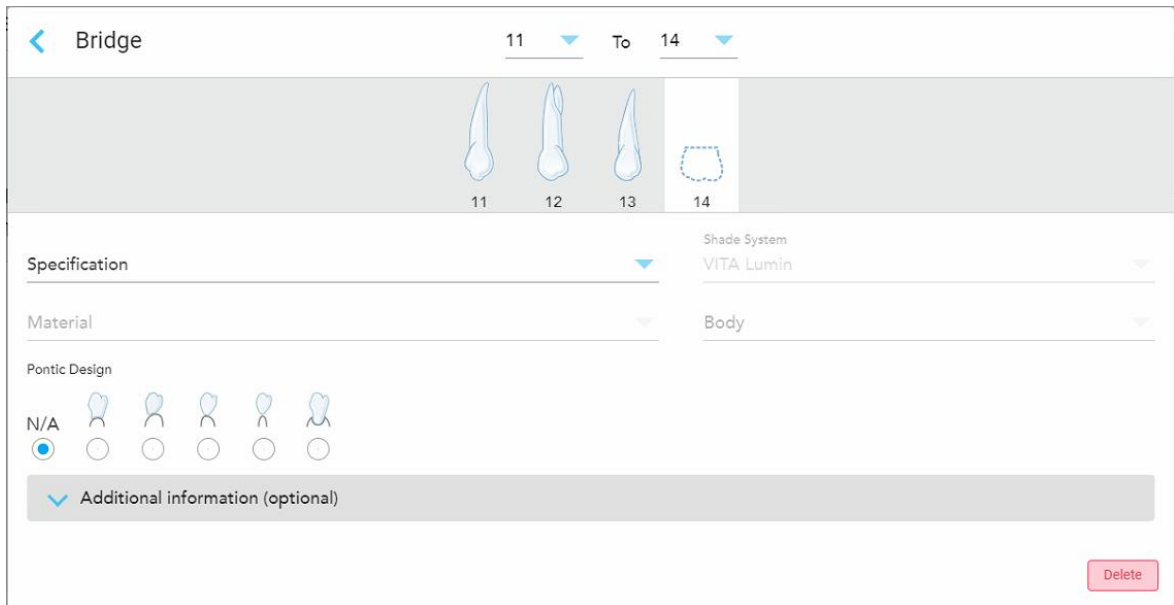 Bridge 11 To 14
11 12 13 14
Shade System
Specification VITA Lumin
Material Body
Pontic Design
N/A
Additional information (optional)
Delete